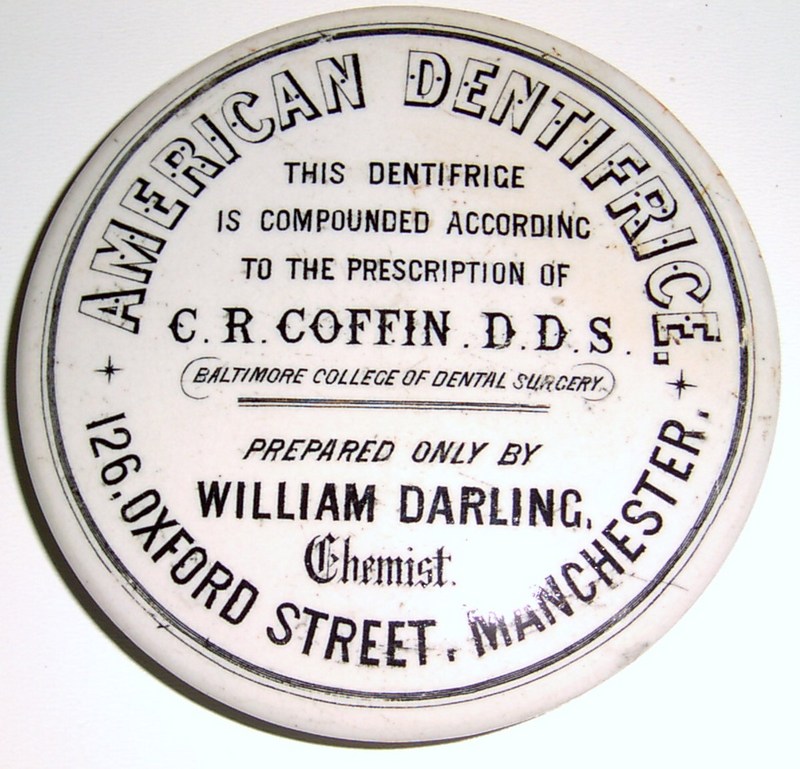 AMERICAN DENTIFRICE.
THIS DENTIFRICE
IS COMPOUNDED ACCORDING
TO THE PRESCRIPTION OF
C. R. COFFIN. D. D. S.
(BALTIMORE COLLEGE OF DENTAL SURGERY.)
PREPARED ONLY BY
WILLIAM DARLING,
Chemist.
126, OXFORD STREET. MANCHESTER.